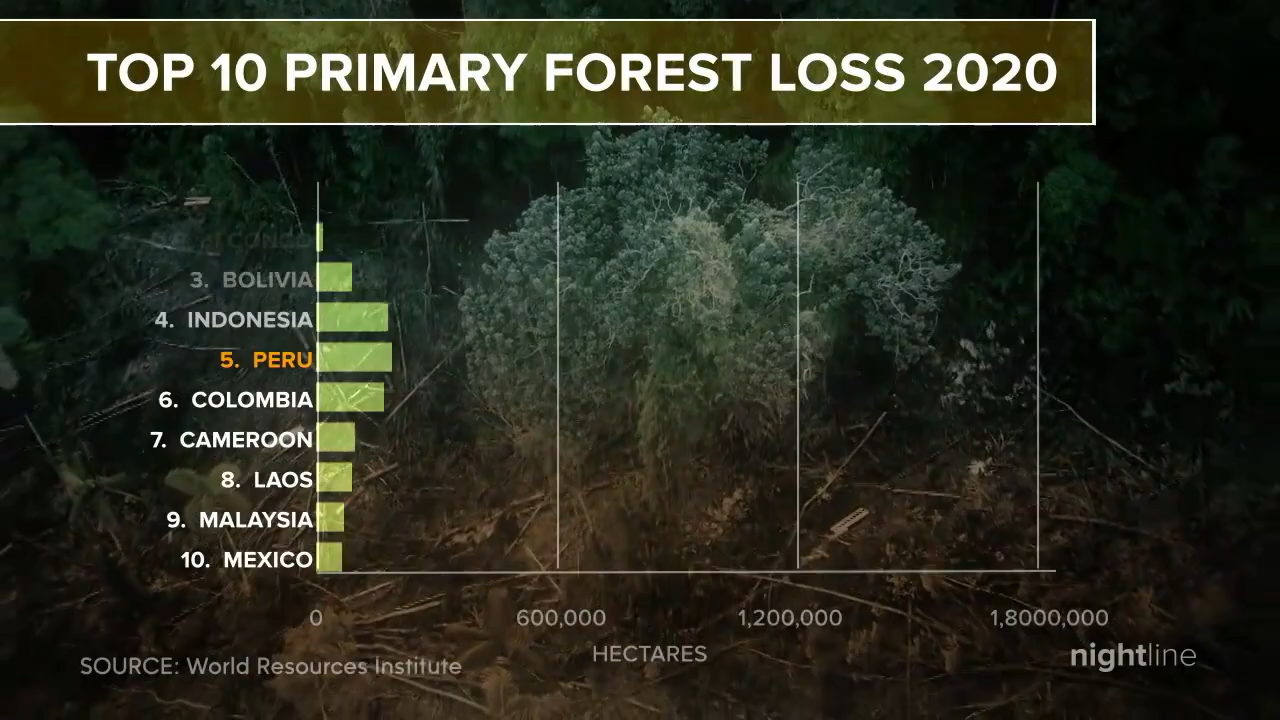 TOP 10 PRIMARY FOREST LOSS 2020
CONGO
3. BOLIVIA
4. INDONESIA
5. PERU
6. COLOMBIA
7. CAMEROON
8. LAOS
9. MALAYSIA
10. MEXICO
0 600,000 1,200,000 1,8000,000
HECTARES
SOURCE: World Resources Institute
nightline